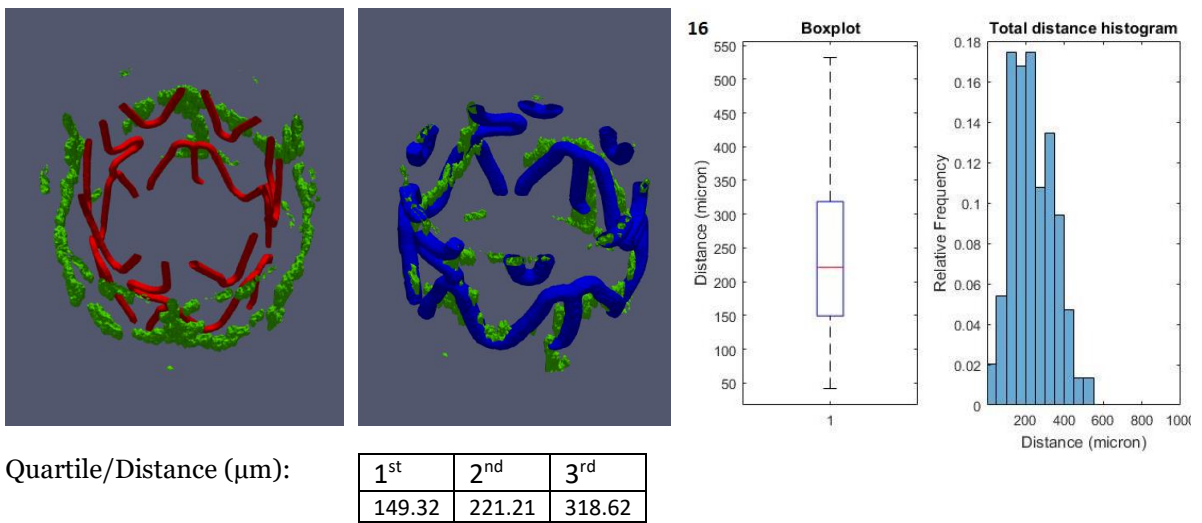 16
Boxplot
550
500
450
400
350
300
250
200
150
100
50
Distance (micron)
1
Total distance histogram
0.18
0.16
0.14
0.12
0.1
0.08
0.06
0.04
0.02
0
Relative Frequency
200 400 600 800 1000
Distance (micron)
Quartile/Distance (μm):
1st 2nd 3rd
149.32 221.21 318.62